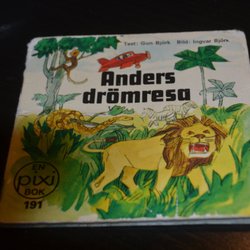 Text: Gun Björk Bild: Ingvar Björk
Anders
drömresa
EN
pixi
BOK
191